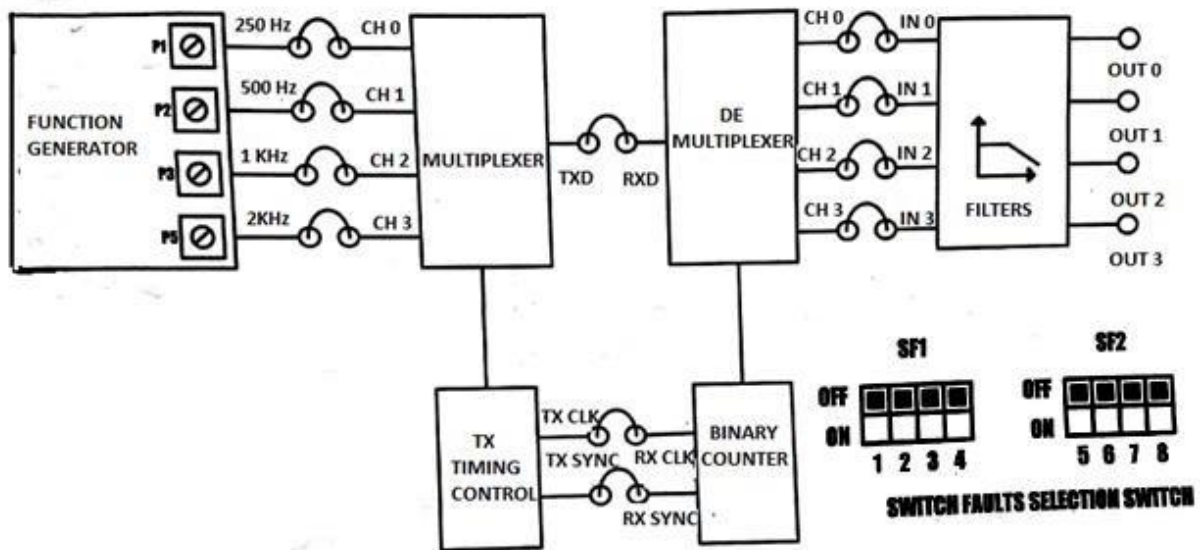 P1
P2
P3
P5
FUNCTION
GENERATOR
250 Hz
500 Hz
1 KHz
2KHz
CH 0
CH 1
CH 2
CH 3
MULTIPLEXER
TXD
RXD
DE
MULTIPLEXER
CH 0
CH 1
CH 2
CH 3
IN 0
IN 1
IN 2
IN 3
FILTERS
OUT 0
OUT 1
OUT 2
OUT 3
TX
TIMING
CONTROL
TX CLK
TX SYNC
RX CLK
RX SYNC
BINARY
COUNTER
SF1
OFF
ON
1 2 3 4
SF2
OFF
ON
5 6 7 8
SWITCH FAULTS SELECTION SWITCH